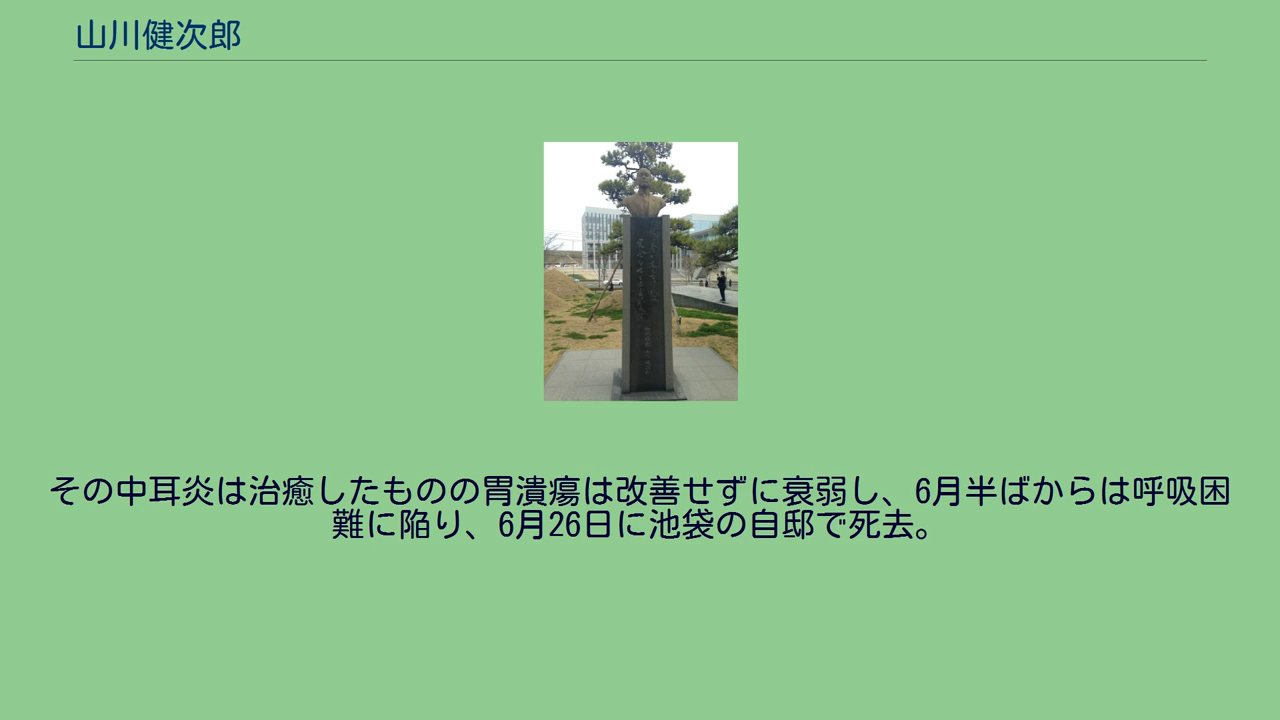 山川健次郎
その中耳炎は治癒したものの胃潰瘍は改善せずに衰弱し、6月半ばからは呼吸困
難に陥り、6月26日に池袋の自邸で死去。